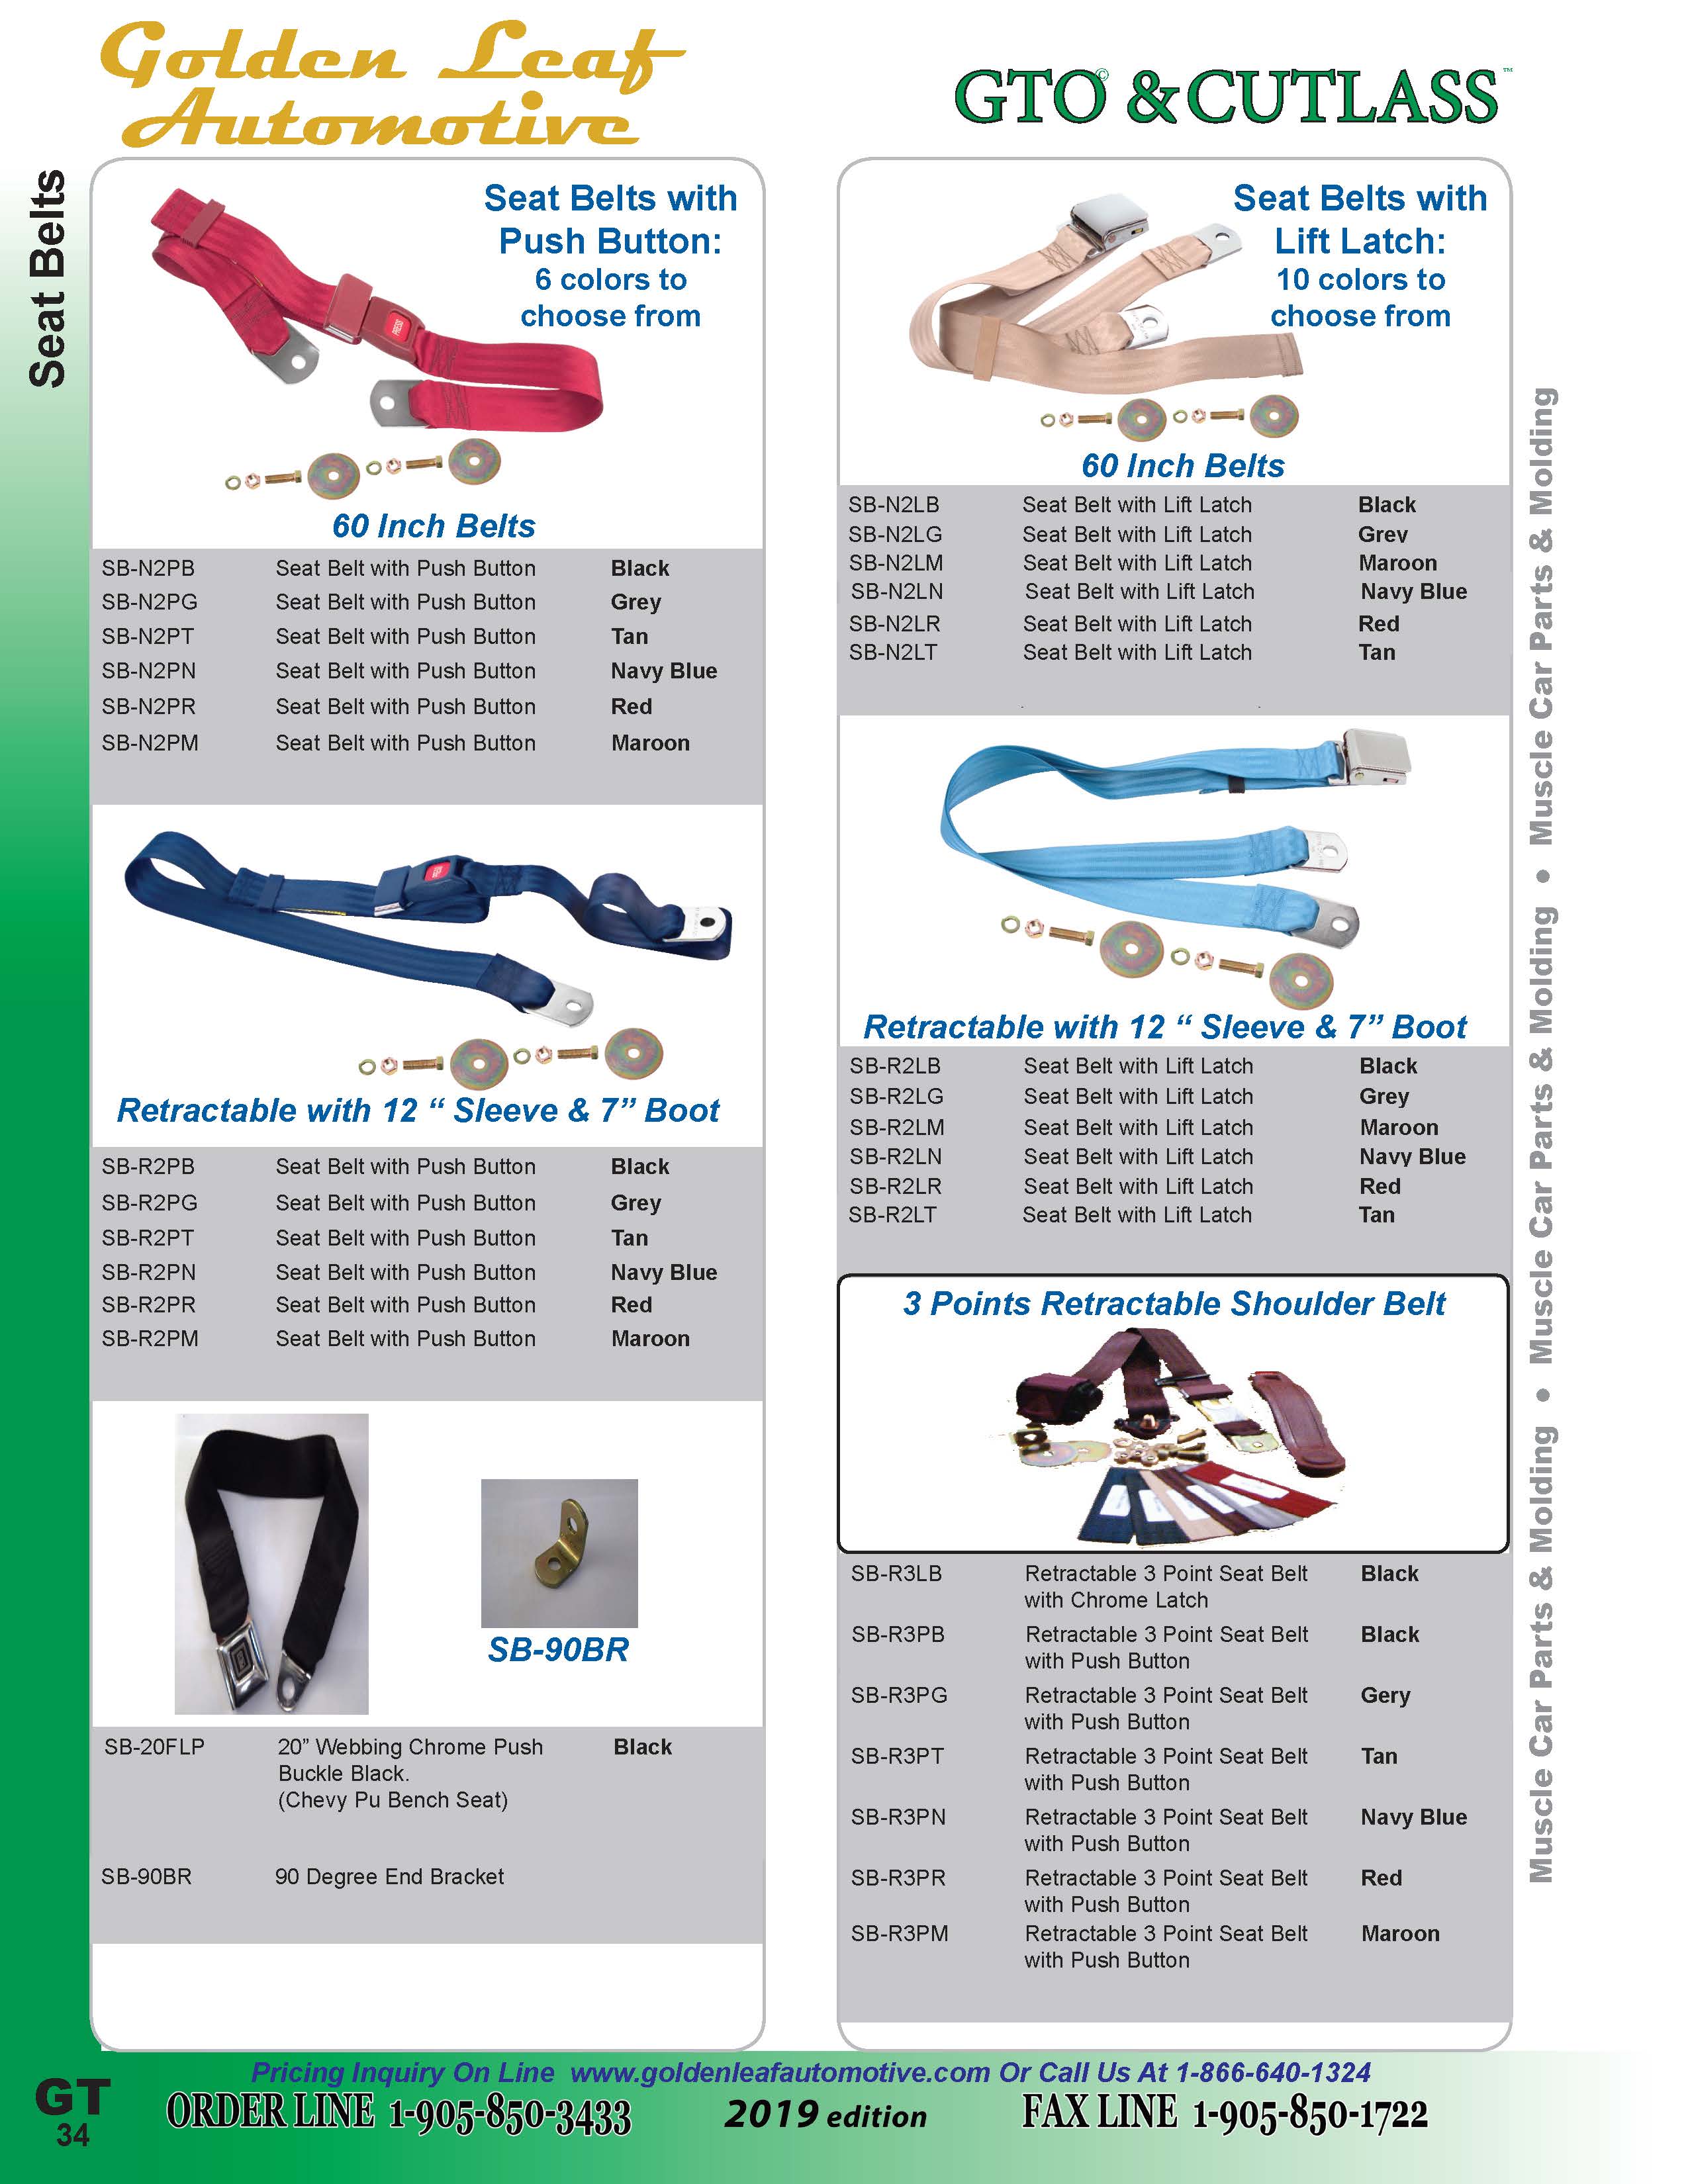 Golden Leaf
Automotive
GTO© & CUTLASS™
Seat Belts
Seat Belts with
Push Button:
6 colors to
choose from
PRESS
60 Inch Belts
SB-N2PB Seat Belt with Push Button Black
SB-N2PG Seat Belt with Push Button Grey
SB-N2PT Seat Belt with Push Button Tan
SB-N2PN Seat Belt with Push Button Navy Blue
SB-N2PR Seat Belt with Push Button Red
SB-N2PM Seat Belt with Push Button Maroon
Retractable with 12 “ Sleeve & 7” Boot
SB-R2PB Seat Belt with Push Button Black
SB-R2PG Seat Belt with Push Button Grey
SB-R2PT Seat Belt with Push Button Tan
SB-R2PN Seat Belt with Push Button Navy Blue
SB-R2PR Seat Belt with Push Button Red
SB-R2PM Seat Belt with Push Button Maroon
SB-90BR
SB-20FLP 20” Webbing Chrome Push Black
Buckle Black.
(Chevy Pu Bench Seat)
SB-90BR 90 Degree End Bracket
Seat Belts with
Lift Latch:
10 colors to
choose from
60 Inch Belts
SB-N2LB Seat Belt with Lift Latch Black
SB-N2LG Seat Belt with Lift Latch Grey
SB-N2LM Seat Belt with Lift Latch Maroon
SB-N2LN Seat Belt with Lift Latch Navy Blue
SB-N2LR Seat Belt with Lift Latch Red
SB-N2LT Seat Belt with Lift Latch Tan
Retractable with 12 “ Sleeve & 7” Boot
SB-R2LB Seat Belt with Lift Latch Black
SB-R2LG Seat Belt with Lift Latch Grey
SB-R2LM Seat Belt with Lift Latch Maroon
SB-R2LN Seat Belt with Lift Latch Navy Blue
SB-R2LR Seat Belt with Lift Latch Red
SB-R2LT Seat Belt with Lift Latch Tan
3 Points Retractable Shoulder Belt
SB-R3LB Retractable 3 Point Seat Belt Black
with Chrome Latch
SB-R3PB Retractable 3 Point Seat Belt Black
with Push Button
SB-R3PG Retractable 3 Point Seat Belt Gery
with Push Button
SB-R3PT Retractable 3 Point Seat Belt Tan
with Push Button
SB-R3PN Retractable 3 Point Seat Belt Navy Blue
with Push Button
SB-R3PR Retractable 3 Point Seat Belt Red
with Push Button
SB-R3PM Retractable 3 Point Seat Belt Maroon
with Push Button
Muscle Car Parts & Molding • Muscle Car Parts & Molding • Muscle Car Parts & Molding
Pricing Inquiry On Line www.goldenleafautomotive.com Or Call Us At 1-866-640-1324
GT
34
ORDER LINE 1-905-850-3433 2019 edition FAX LINE 1-905-850-1722